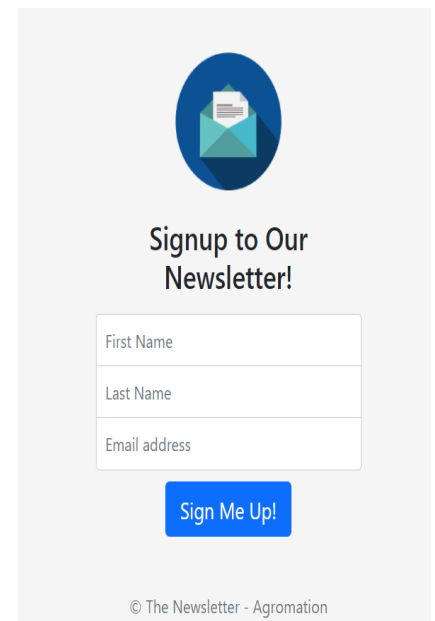 Signup to Our
Newsletter!
First Name
Last Name
Email address
Sign Me Up!
© The Newsletter - Agromation